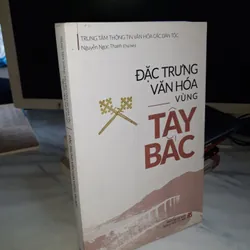 TRUNG TÂM THÔNG TIN VĂN HÓA CÁC DÂN TỘC
Nguyễn Ngọc Thanh (chủ biên)
ĐẶC TRƯNG
VĂN HÓA
VÙNG
TÂY
BẮC